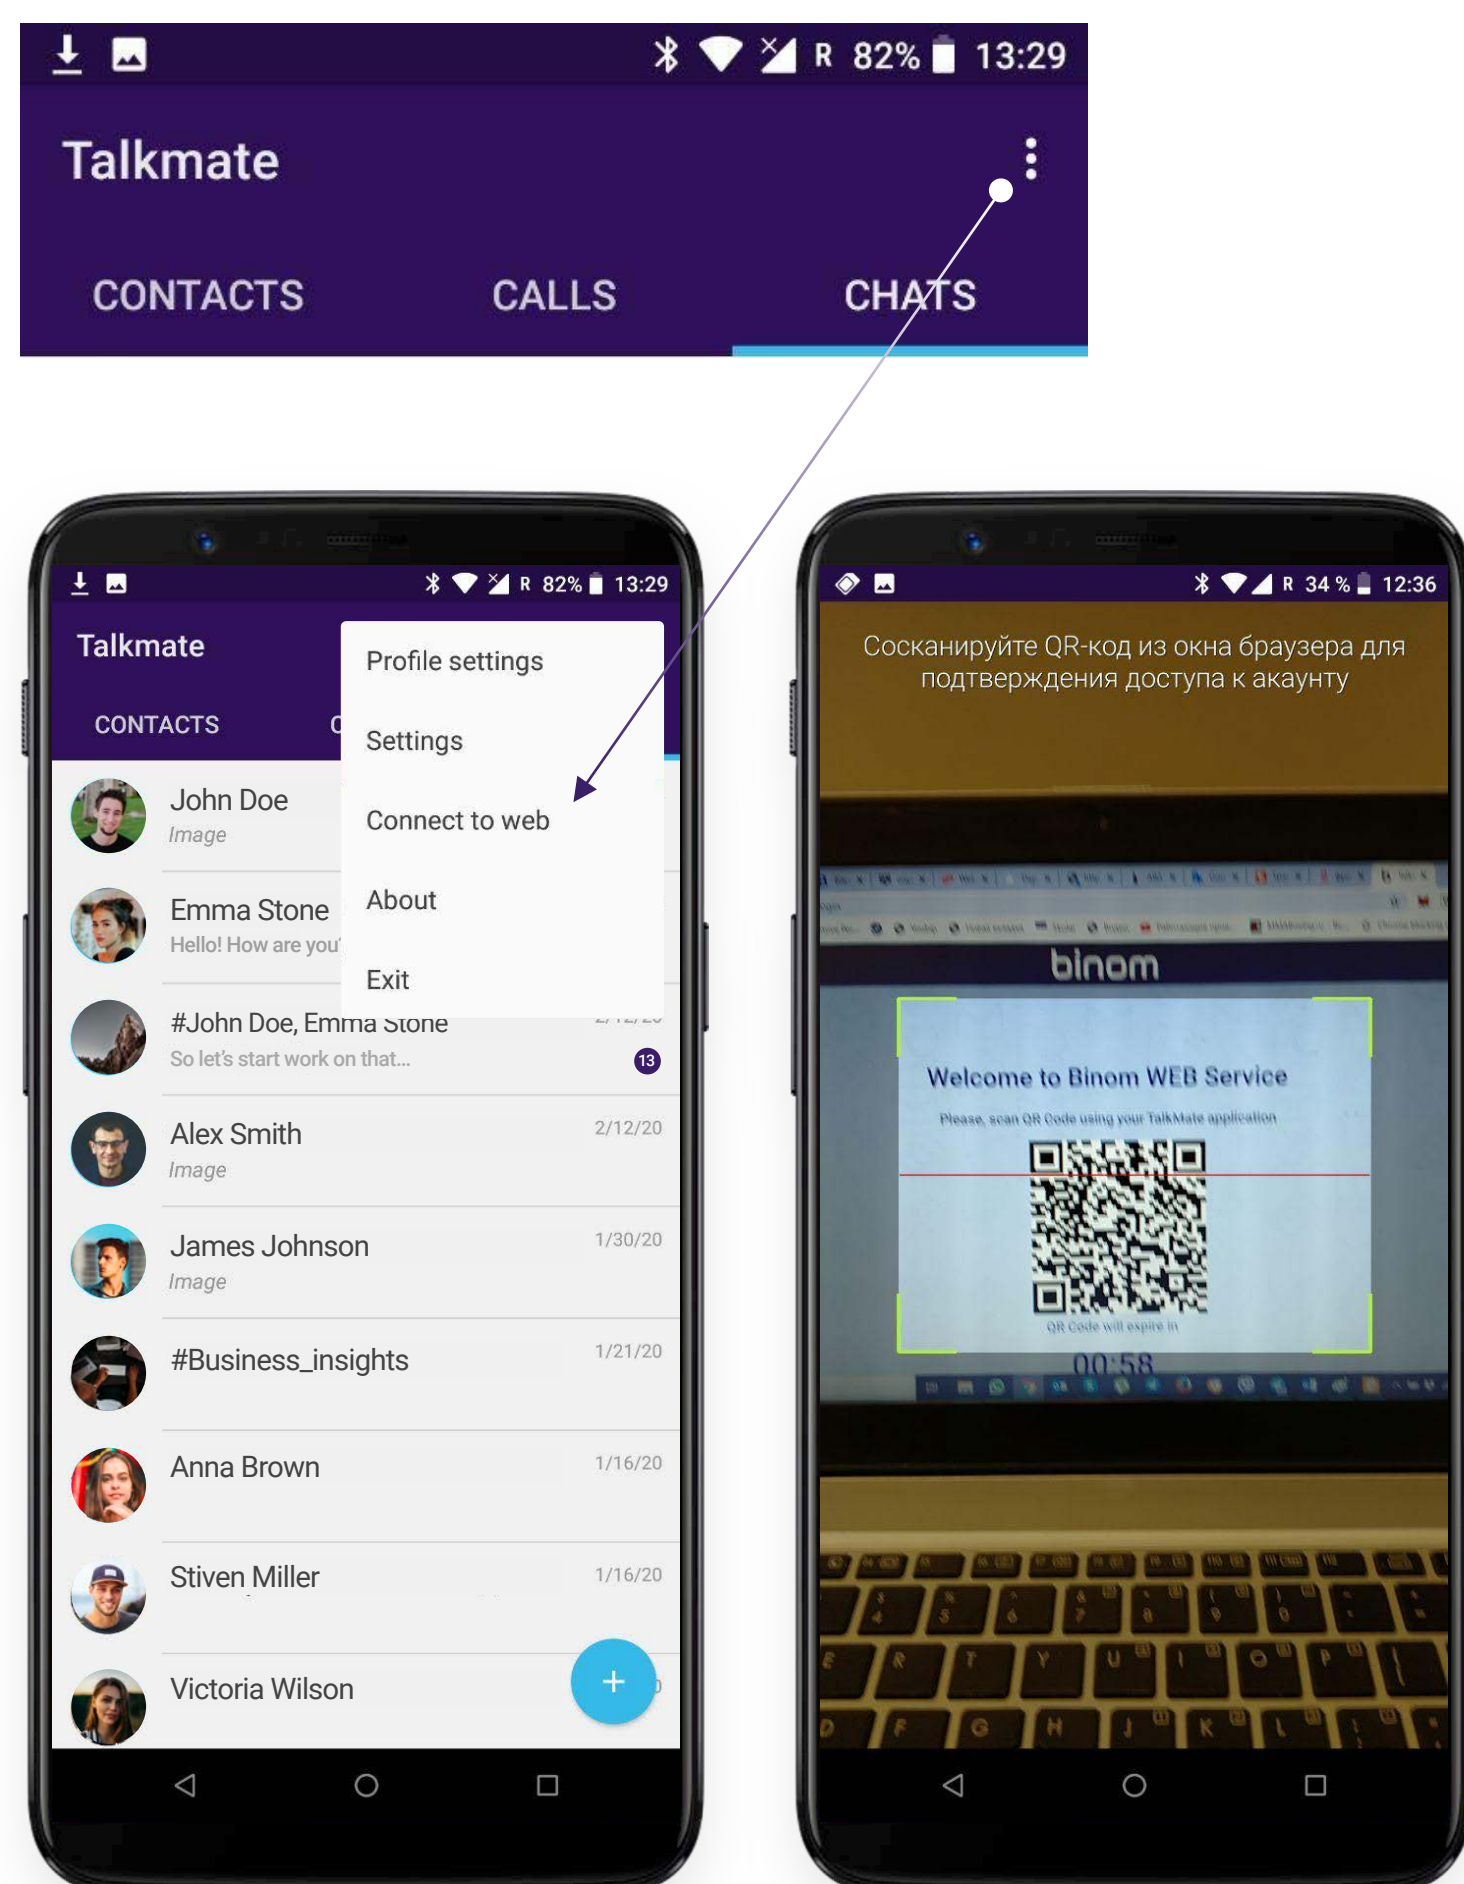 R 82% 13:29
Talkmate
CONTACTS CALLS CHATS
R 82% 13:29
Talkmate
CONTACTS C
Profile settings
Settings
Connect to web
About
Exit
John Doe
Image
Emma Stone
Hello! How are you?
#John Doe, Emma Stone
2/12/20
So let's start work on that...
13
Alex Smith
2/12/20
Image
James Johnson
1/30/20
Image
#Business_insights
1/21/20
Anna Brown
1/16/20
Stiven Miller
1/16/20
Victoria Wilson
+
R 34 % 12:36
Сосканируйте QR-код из окна браузера для
подтверждения доступа к акаунту
binom
Welcome to Binom WEB Service
Please, scan QR Code using your TalkMate application
QR Code will expire in
00:58
E R T Y U I O P
D F G H J K L